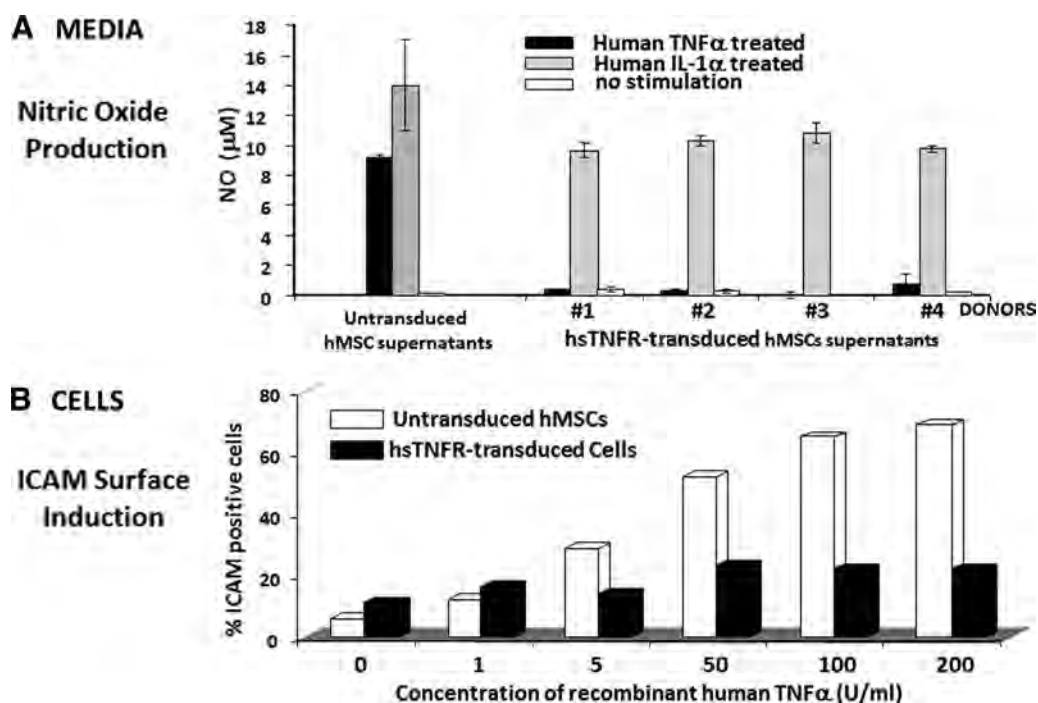 A MEDIA
Nitric Oxide
Production
NO (µM)
18
16
14
12
10
8
6
4
2
0
Human TNFα treated
Human IL-1α treated
no stimulation
#1 #2 #3 #4 DONORS
Untransduced
hMSC supernatants
hsTNFR-transduced hMSCs supernatants
B CELLS
ICAM Surface
Induction
% ICAM positive cells
80
60
40
20
0
Untransduced hMSCs
hsTNFR-transduced Cells
0 1 5 50 100 200
Concentration of recombinant human TNFα (U/ml)